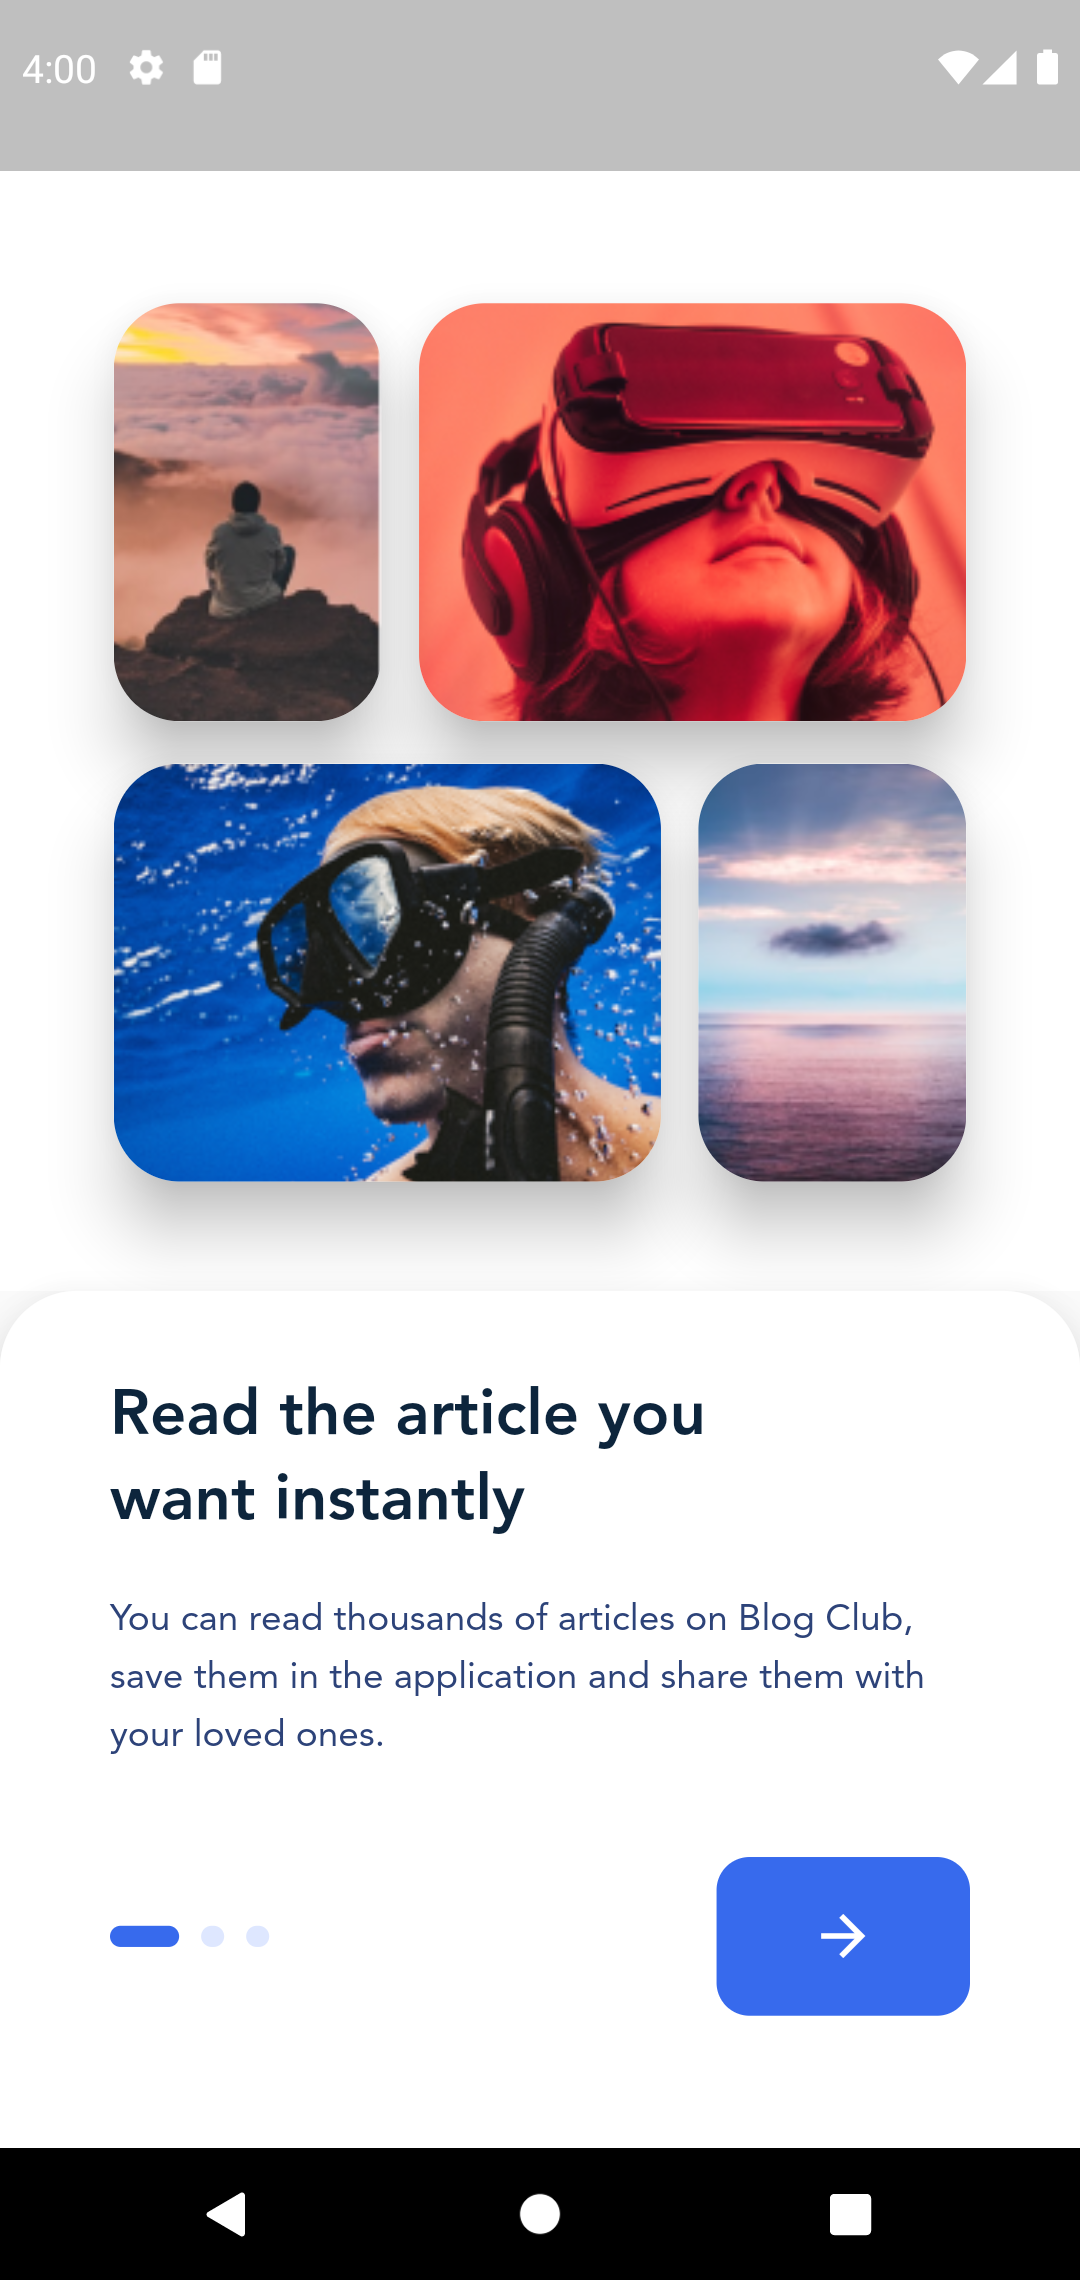 4:00
Read the article you
want instantly
You can read thousands of articles on Blog Club,
save them in the application and share them with
your loved ones.